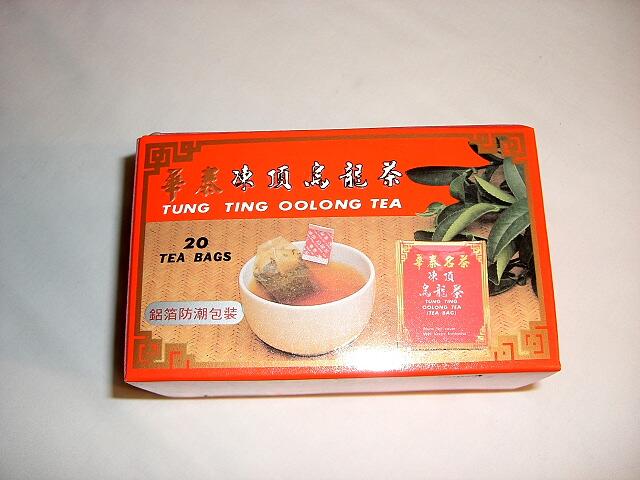 華泰凍頂烏龍茶
TUNG TING OOLONG TEA
20
TEA BAGS
鋁箔防潮包裝
華泰名茶
凍頂
烏龍茶
TUNG TING
OOLONG TEA
(TEA BAG)